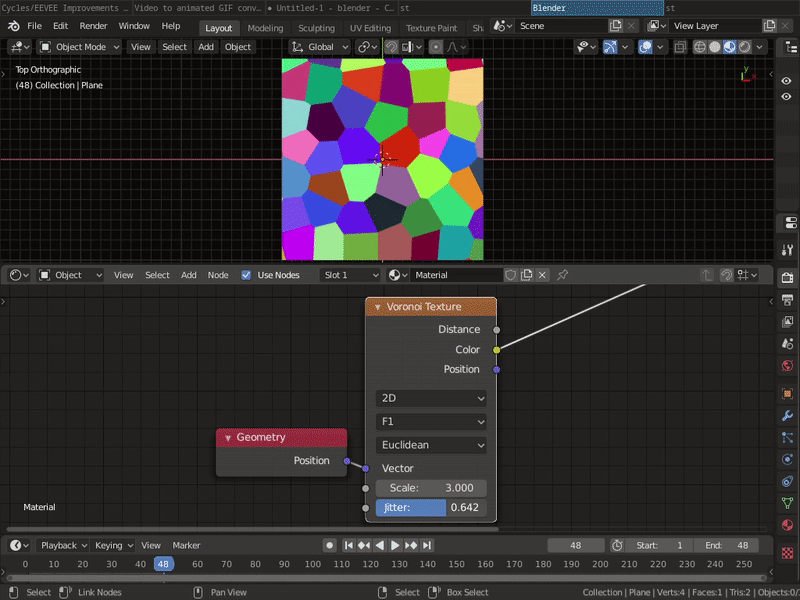 Cycles/EEVEE Improvements … Video to animated GIF conv… • Untitled-1 - blender - C… st Blender st
File Edit Render Window Help Layout Modeling Sculpting UV Editing Texture Paint Sh Scene View Layer
Object Mode View Select Add Object Global
Top Orthographic
(48) Collection | Plane
Y
Object View Select Add Node Use Nodes Slot 1 Material
Voronoi Texture
Distance
Color
Position
2D
F1
Euclidean
Geometry
Position
Vector
Scale: 3.000
Jitter: 0.642
Material
Playback Keying View Marker 48 Start: 1 End: 48
0 10 20 30 40 48 60 70 80 90 100 110 120 130 140 150 160 170 180 190 200 210 220 230 240 250
Select Link Nodes Pan View Select Box Select Collection | Plane | Verts:4 | Faces:1 | Tris:2 | Objects:0/